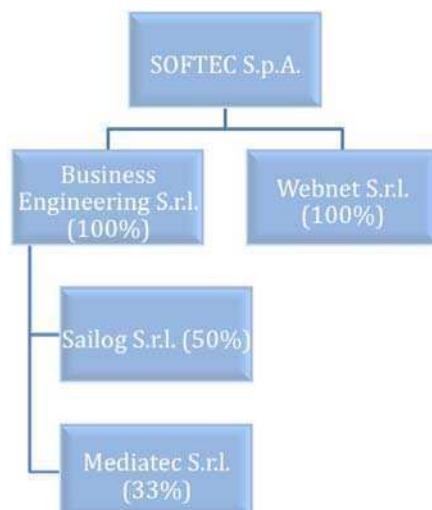 SOFTEC S.p.A.
Business
Engineering S.r.l.
(100%)
Webnet S.r.l.
(100%)
Sailog S.r.l. (50%)
Mediatec S.r.l.
(33%)